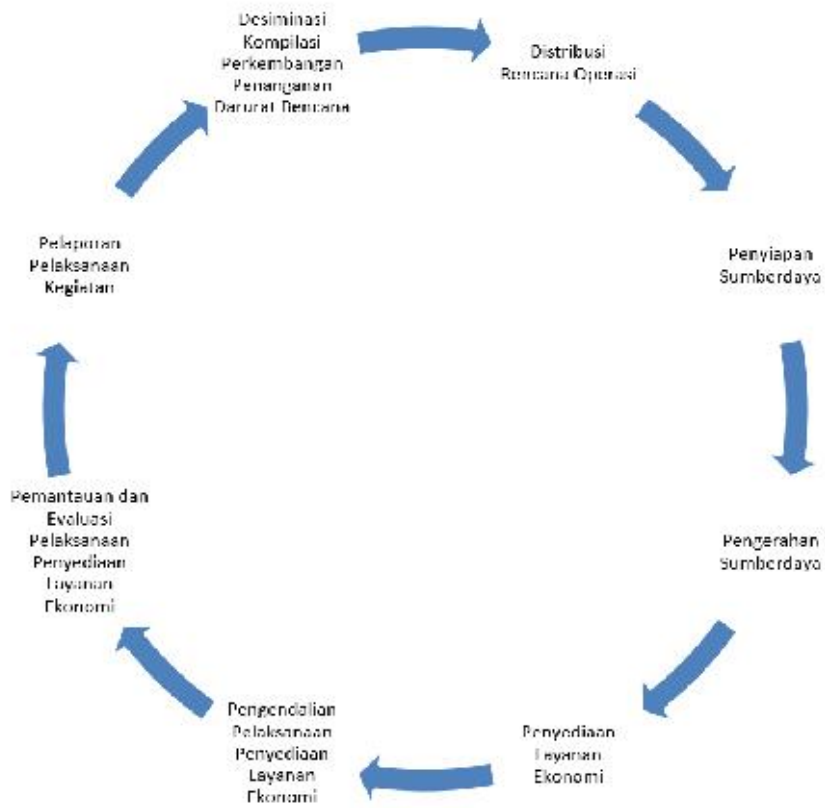 Desiminasi
Kompilasi
Perkembangan
Penanganan
Darurat Bencana
Distribusi
Rencana Operasi
Penyiapan
Sumberdaya
Pengerahan
Sumberdaya
Penyediaan
Layanan
Ekonomi
Pengendalian
Pelaksanaan
Penyediaan
Layanan
Ekonomi
Pemantauan dan
Evaluasi
Pelaksanaan
Penyediaan
Layanan
Ekonomi
Pelaporan
Pelaksanaan
Kegiatan